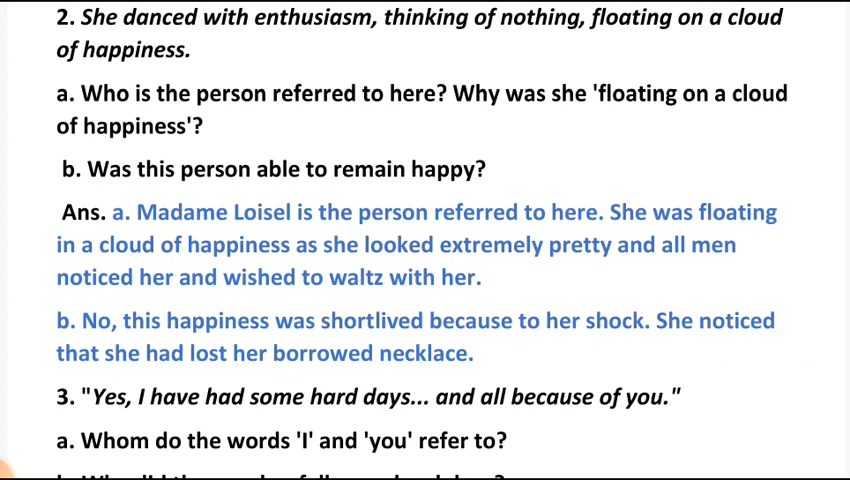 2. She danced with enthusiasm, thinking of nothing, floating on a cloud
of happiness.
a. Who is the person referred to here? Why was she 'floating on a cloud
of happiness'?
b. Was this person able to remain happy?
Ans. a. Madame Loisel is the person referred to here. She was floating
in a cloud of happiness as she looked extremely pretty and all men
noticed her and wished to waltz with her.
b. No, this happiness was shortlived because to her shock. She noticed
that she had lost her borrowed necklace.
3. "Yes, I have had some hard days... and all because of you."
a. Whom do the words 'I' and 'you' refer to?